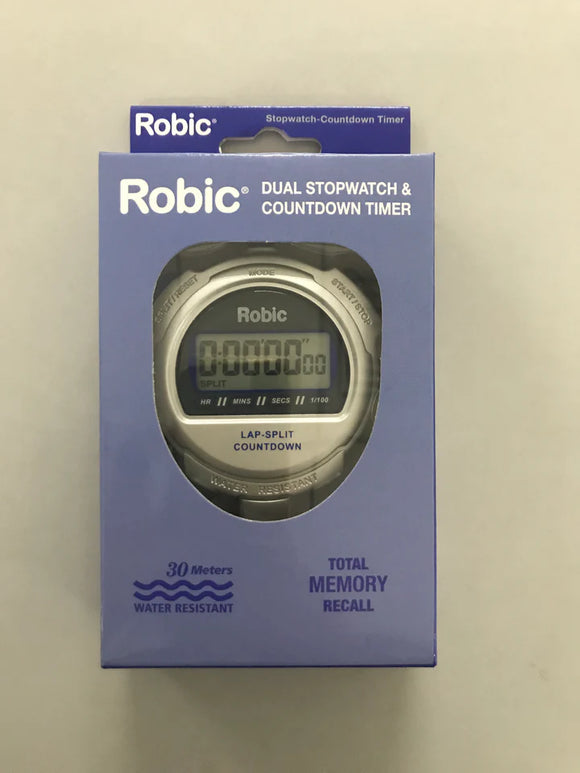 Robic®
Stopwatch-Countdown Timer
Robic® DUAL STOPWATCH &
COUNTDOWN TIMER
SPLIT/RESET
MODE
START/STOP
Robic
0:00'00"00
SPLIT
HR // MINS // SECS // 1/100
LAP-SPLIT
COUNTDOWN
WATER RESISTANT
30 Meters
WATER RESISTANT
TOTAL
MEMORY
RECALL